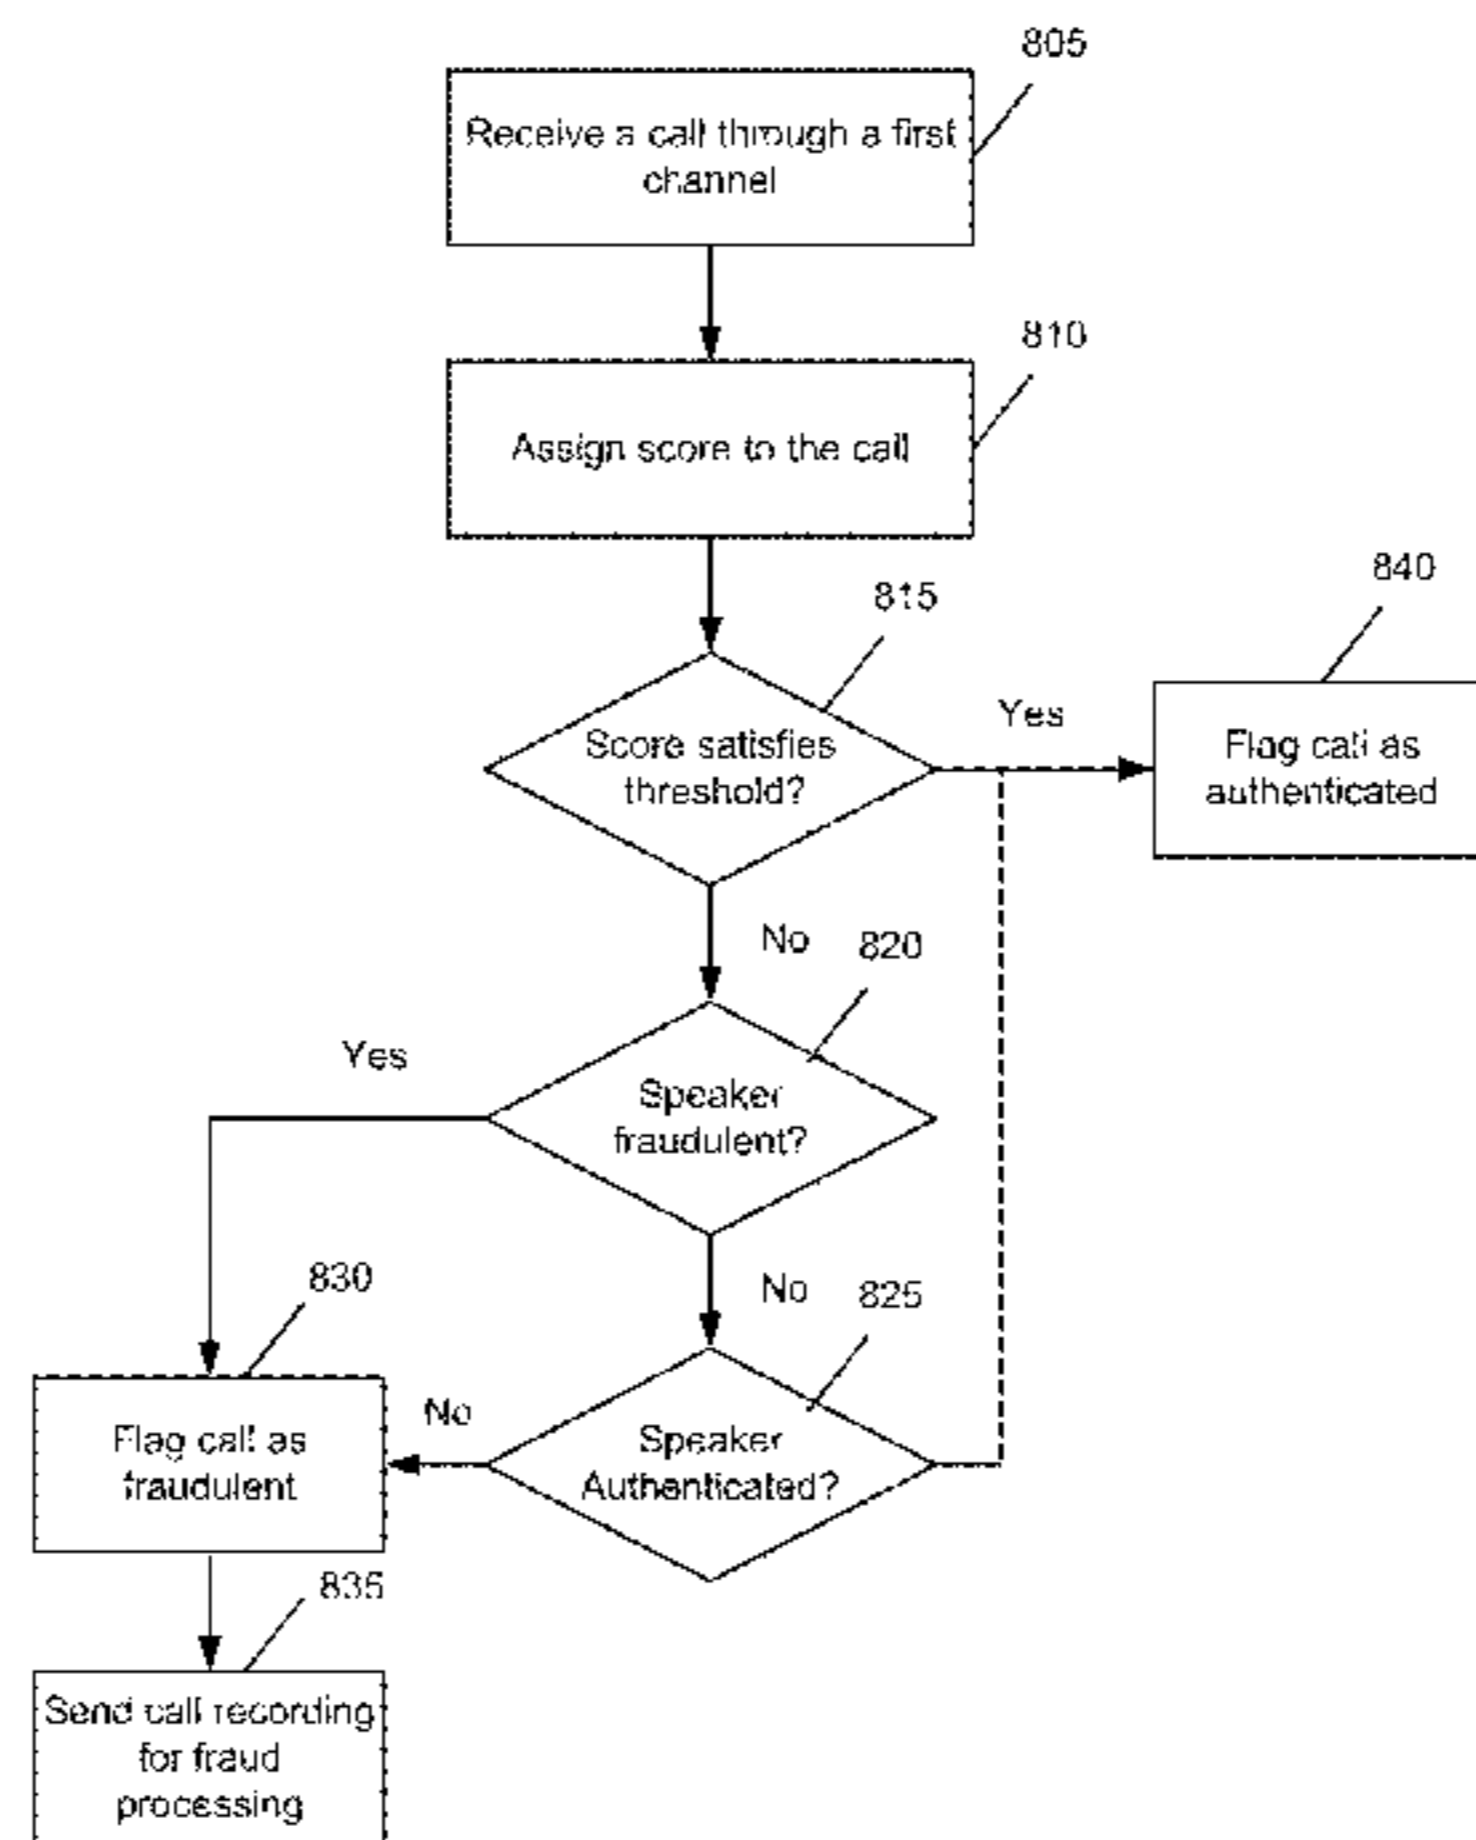 805
Receive a call through a first
channel
810
Assign score to the call
815
840
Score satisfies
threshold?
Yes
Flag call as
authenticated
No
820
Yes
Speaker
fraudulent?
830
No
825
Flag call as
fraudulent
No
Speaker
Authenticated?
835
Send call recording
for fraud
processing